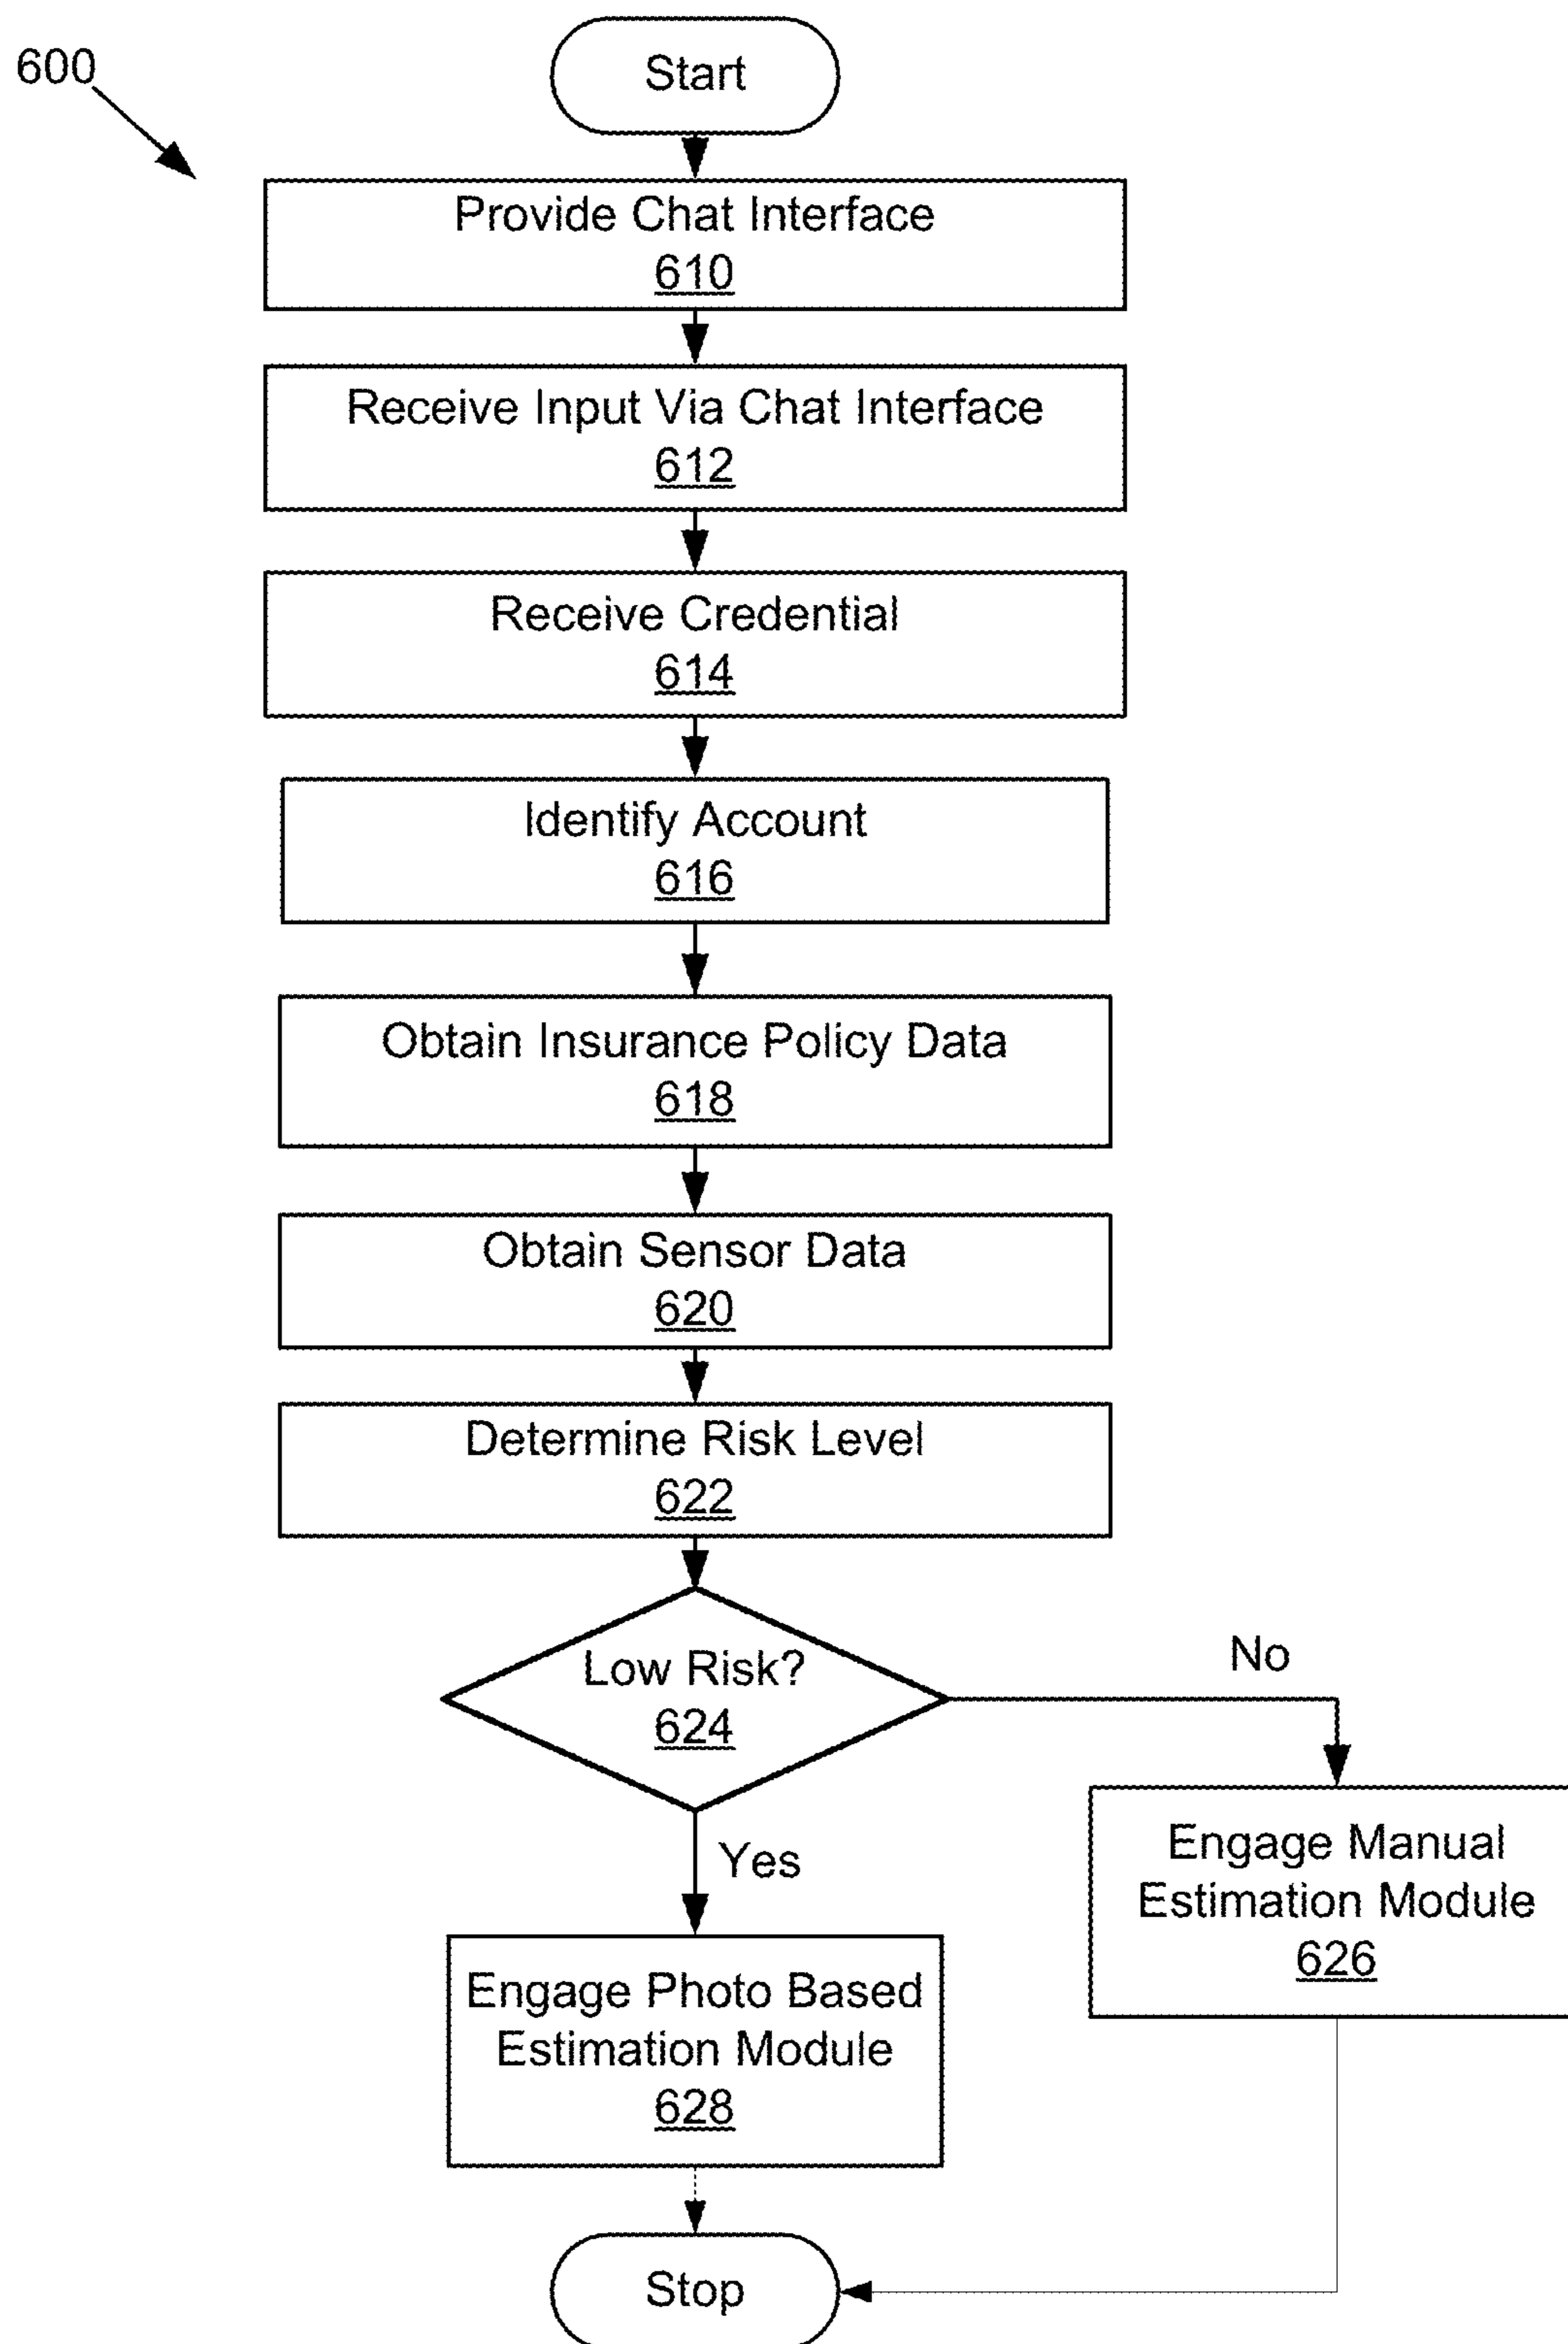 600
Start
Provide Chat Interface
610
Receive Input Via Chat Interface
612
Receive Credential
614
Identify Account
616
Obtain Insurance Policy Data
618
Obtain Sensor Data
620
Determine Risk Level
622
Low Risk?
624
No
Yes
Engage Manual
Estimation Module
626
Engage Photo Based
Estimation Module
628
Stop